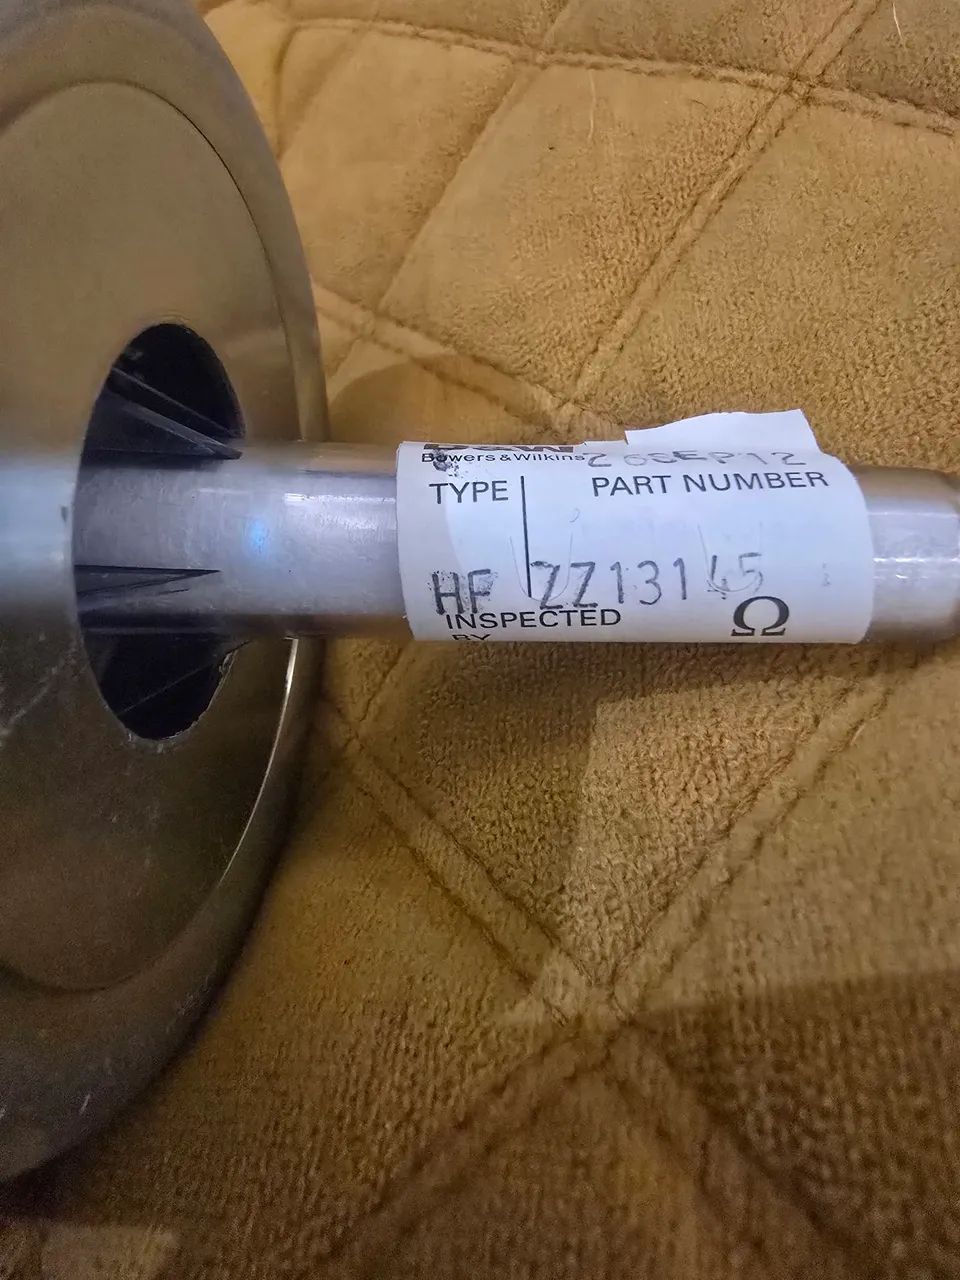 B&W
Bowers & Wilkins 26SEP12
TYPE PART NUMBER
HF ZZ13145
INSPECTED
BY
Ω